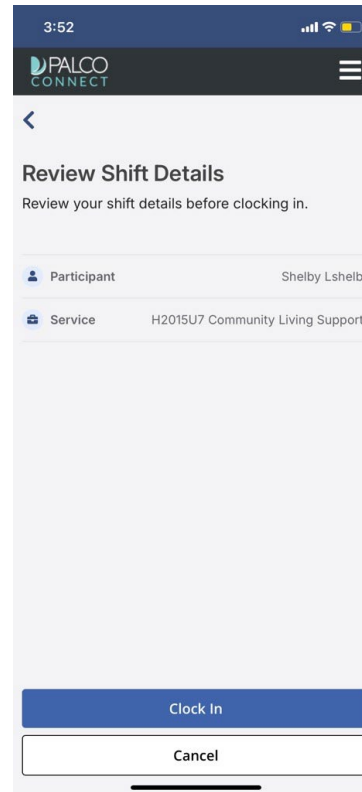 3:52
PALCO
CONNECT
Review Shift Details
Review your shift details before clocking in.
Participant Shelby Lshelb
Service H2015U7 Community Living Support
Clock In
Cancel